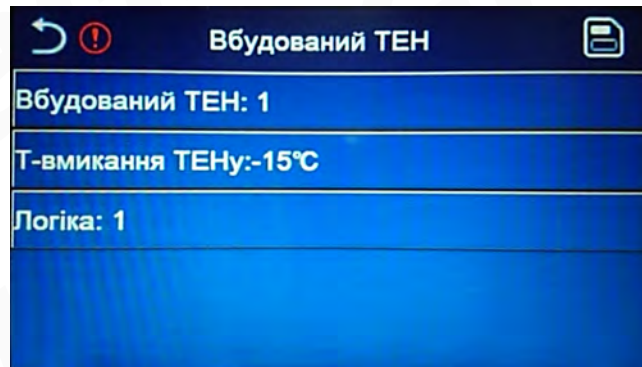 Вбудований ТЕН
Вбудований ТЕН: 1
Т-вмикання ТЕНу:-15℃
Логіка: 1